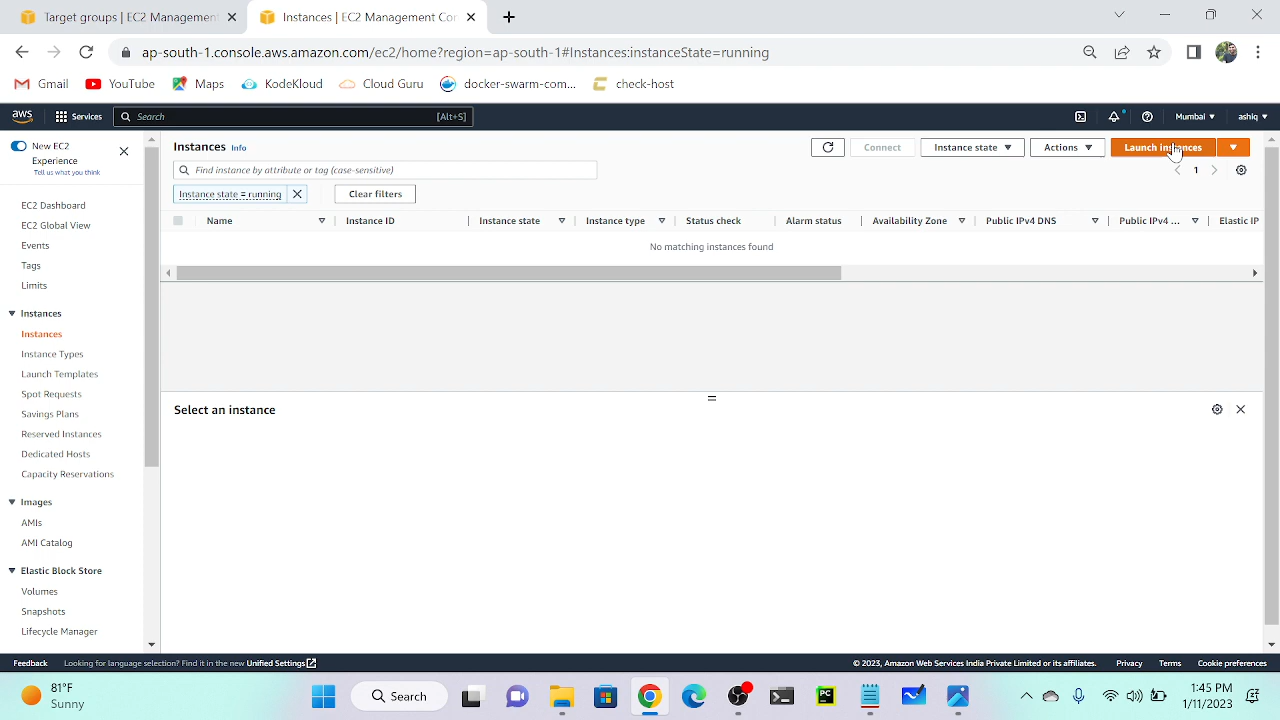 Target groups | EC2 Management
Instances | EC2 Management Con
ap-south-1.console.aws.amazon.com/ec2/home?region=ap-south-1#Instances:instanceState=running
Gmail
YouTube
Maps
KodeKloud
Cloud Guru
docker-swarm-com...
check-host
aws
Services
Search
[Alt+S]
Mumbai
ashiq
New EC2
Experience
Tell us what you think
EC2 Dashboard
EC2 Global View
Events
Tags
Limits
Instances
Instances
Instance Types
Launch Templates
Spot Requests
Savings Plans
Reserved Instances
Dedicated Hosts
Capacity Reservations
Images
AMIs
AMI Catalog
Elastic Block Store
Volumes
Snapshots
Lifecycle Manager
Instances Info
Connect
Instance state
Actions
Launch instances
Find instance by attribute or tag (case-sensitive)
1
Instance state = running
Clear filters
Name
Instance ID
Instance state
Instance type
Status check
Alarm status
Availability Zone
Public IPv4 DNS
Public IPv4 ...
Elastic IP
No matching instances found
Select an instance
Feedback
Looking for language selection? Find it in the new Unified Settings
© 2023, Amazon Web Services India Private Limited or its affiliates.
Privacy
Terms
Cookie preferences
81°F
Sunny
Search
PC
1:45 PM
1/11/2023